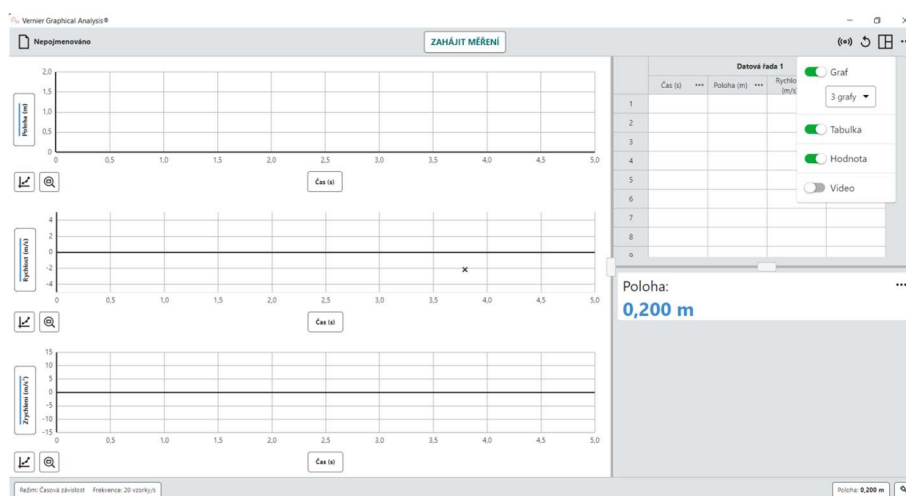 Vernier Graphical Analysis®
Nepojmenováno
ZAHÁJIT MĚŘENÍ
Poloha (m)
2,0
1,5
1,0
0,5
0
0 0,5 1,0 1,5 2,0 2,5 3,0 3,5 4,0 4,5 5,0
Čas (s)
Rychlost (m/s)
4
2
0
-2
-4
0 0,5 1,0 1,5 2,0 2,5 3,0 3,5 4,0 4,5 5,0
Čas (s)
Zrychlení (m/s²)
15
10
5
0
-5
-10
-15
0 0,5 1,0 1,5 2,0 2,5 3,0 3,5 4,0 4,5 5,0
Čas (s)
Režim: Časová závislost Frekvence: 20 vzorky/s
Datová řada 1
Čas (s) Poloha (m) Rychlo
(m/s
1
2
3
4
5
6
7
8
9
Graf
3 grafy
Tabulka
Hodnota
Video
Poloha:
0,200 m
Poloha: 0,200 m